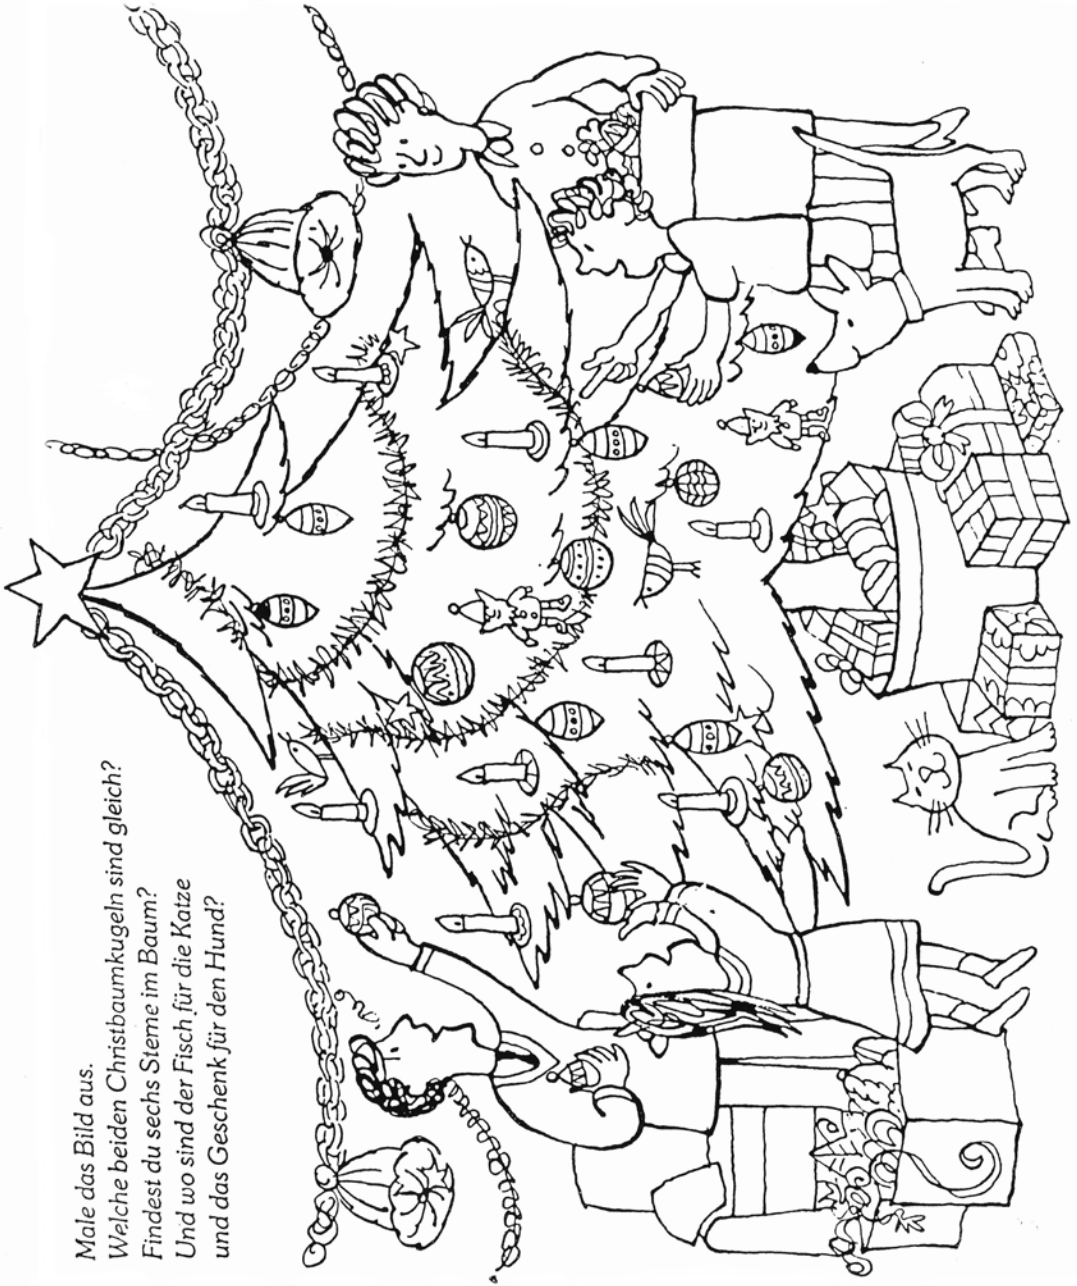 Male das Bild aus.
Welche beiden Christbaumkugeln sind gleich?
Findest du sechs Sterne im Baum?
Und wo sind der Fisch für die Katze
und das Geschenk für den Hund?